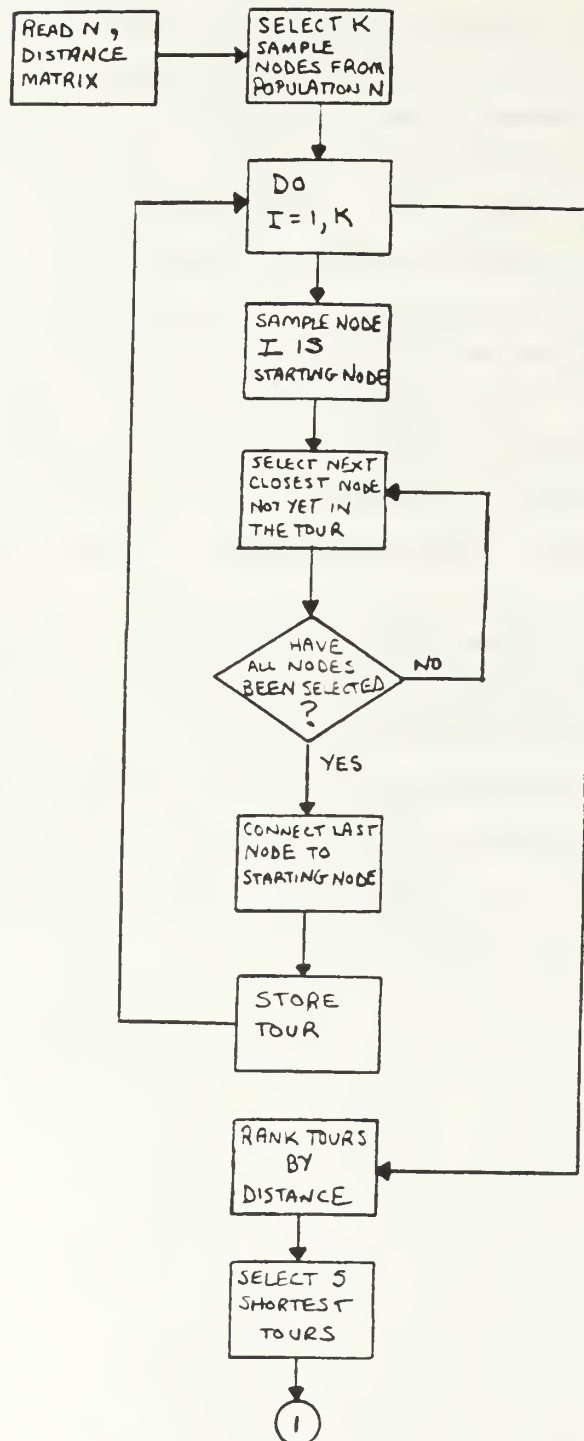 READ N,
DISTANCE
MATRIX
SELECT K
SAMPLE
NODES FROM
POPULATION N
DO
I=1, K
SAMPLE NODE
I IS
STARTING NODE
SELECT NEXT
CLOSEST NODE
NOT YET IN
THE TOUR
HAVE
ALL NODES
BEEN SELECTED
?
NO
YES
CONNECT LAST
NODE TO
STARTING NODE
STORE
TOUR
RANK TOURS
BY
DISTANCE
SELECT 5
SHORTEST
TOURS
1